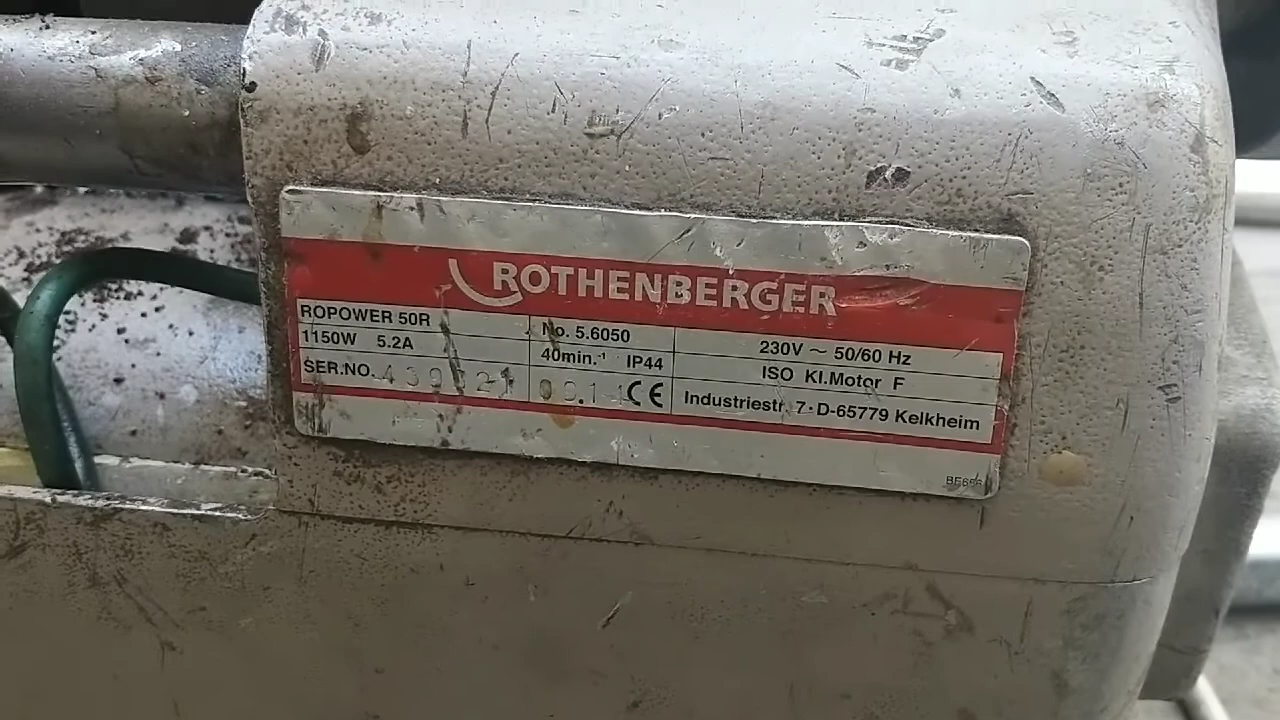 ROTHENBERGER
ROPOWER 50R No. 5.6050 230V ~ 50/60 Hz
1150W 5.2A 40min.⁻¹ IP44 ISO Kl.Motor F
SER.NO. CE Industriestr. 7·D-65779 Kelkheim